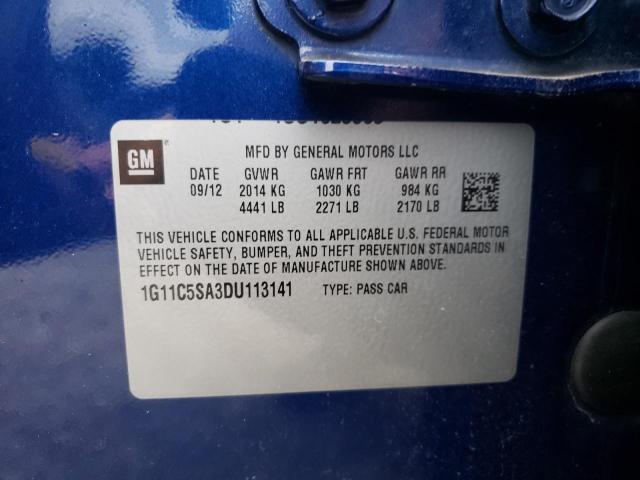 GM
MFD BY GENERAL MOTORS LLC
DATE GVWR GAWR FRT GAWR RR
09/12 2014 KG 1030 KG 984 KG
4441 LB 2271 LB 2170 LB
THIS VEHICLE CONFORMS TO ALL APPLICABLE U.S. FEDERAL MOTOR
VEHICLE SAFETY, BUMPER, AND THEFT PREVENTION STANDARDS IN
EFFECT ON THE DATE OF MANUFACTURE SHOWN ABOVE.
1G11C5SA3DU113141 TYPE: PASS CAR